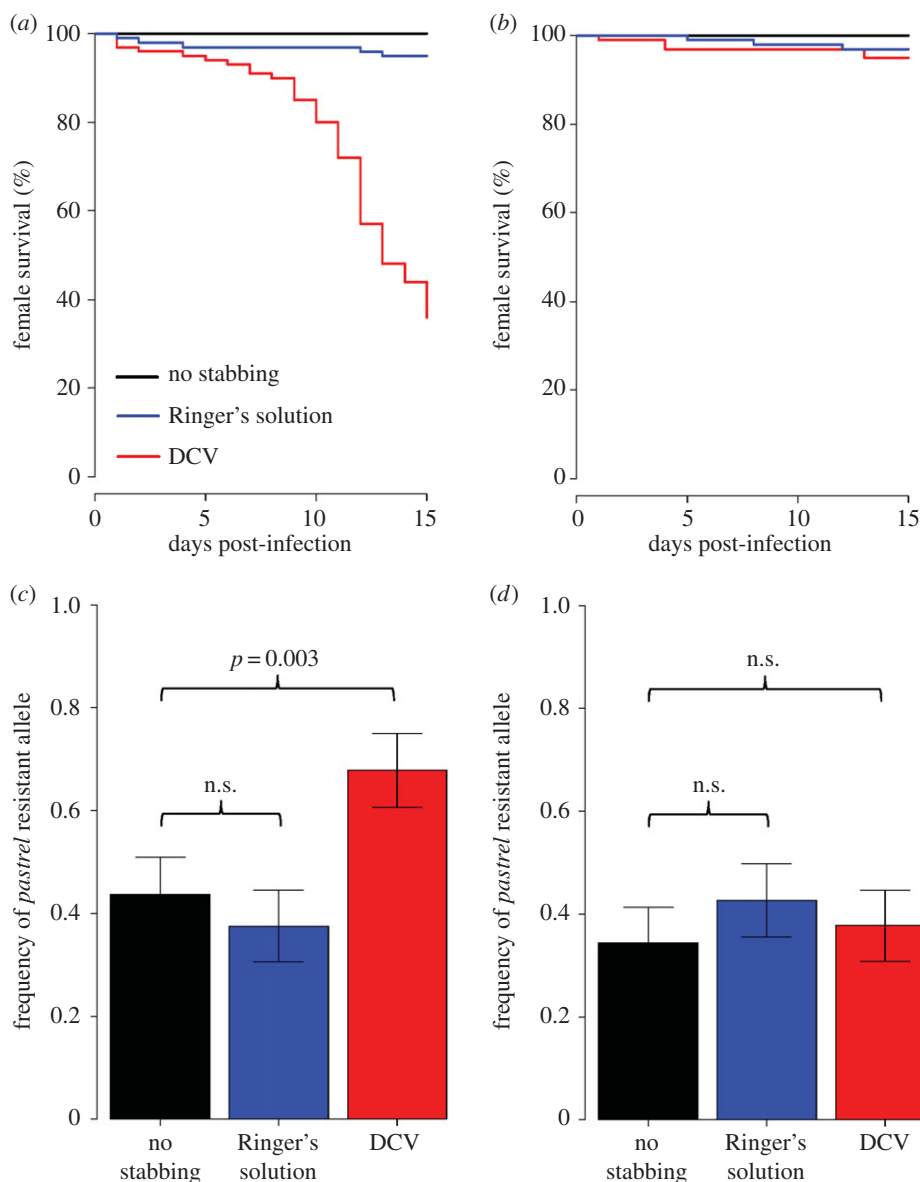 (a)
100
80
60
40
20
0
female survival (%)
no stabbing
Ringer's solution
DCV
0 5 10 15
days post-infection
(b)
100
80
60
40
20
0
female survival (%)
0 5 10 15
days post-infection
(c)
1.0
0.8
0.6
0.4
0.2
0
frequency of pastrel resistant allele
p = 0.003
n.s.
no stabbing
Ringer's solution
DCV
(d)
1.0
0.8
0.6
0.4
0.2
0
frequency of pastrel resistant allele
n.s.
n.s.
no stabbing
Ringer's solution
DCV